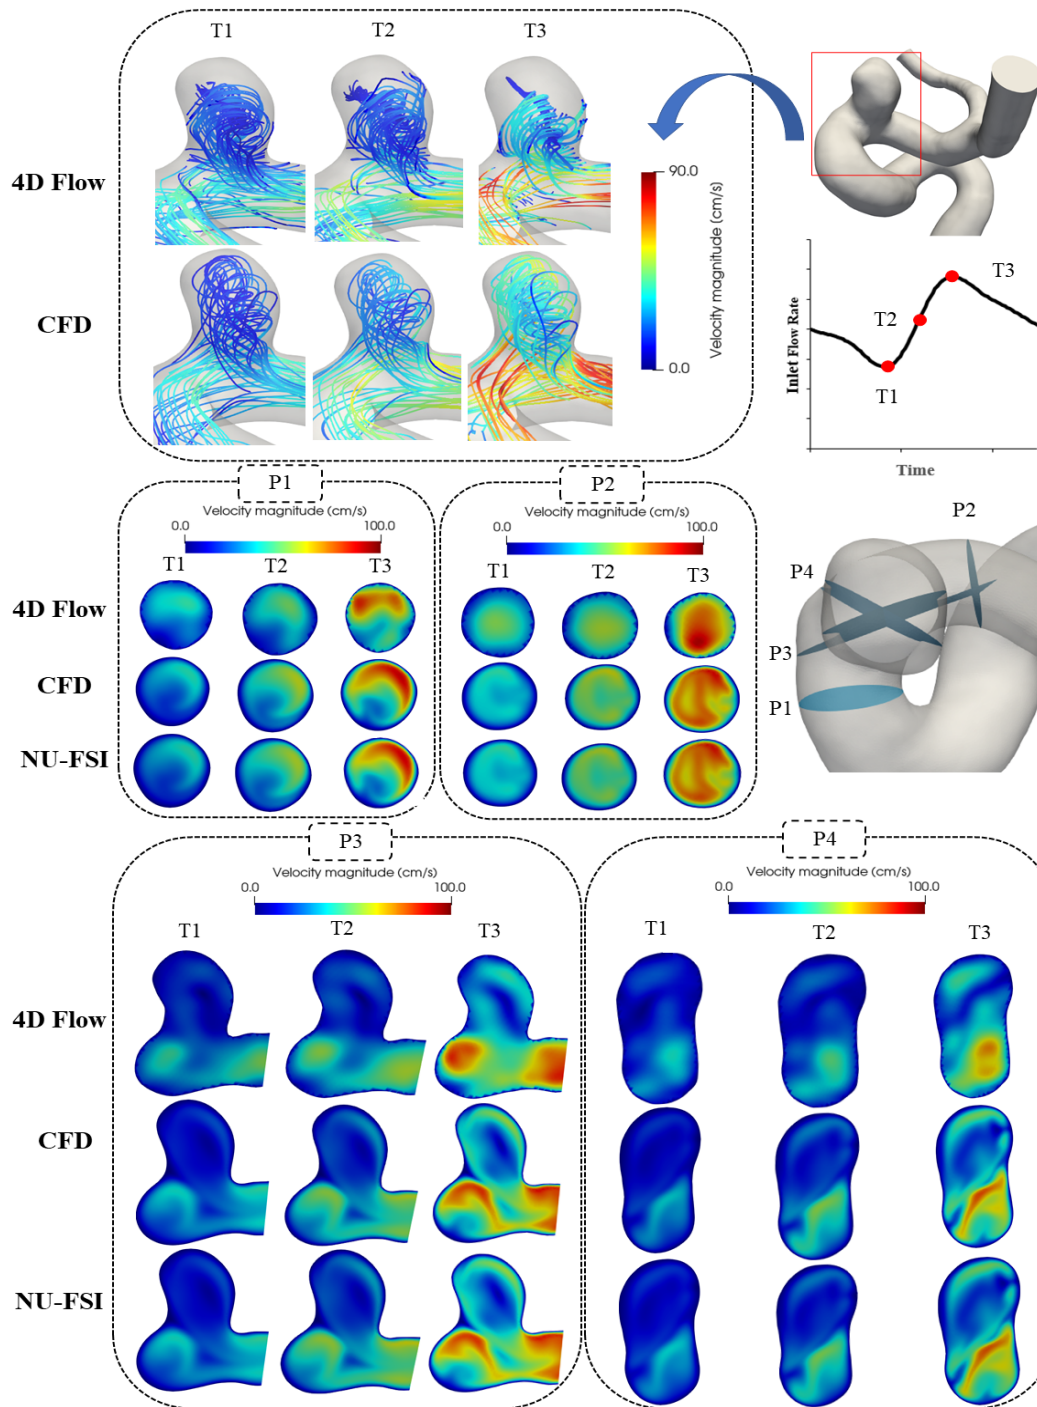 T1 T2 T3
4D Flow
CFD
90.0
Velocity magnitude (cm/s)
0.0
Inlet Flow Rate
T1
T2
T3
Time
P1
Velocity magnitude (cm/s)
0.0 100.0
T1 T2 T3
P2
Velocity magnitude (cm/s)
0.0 100.0
T1 T2 T3
4D Flow
CFD
NU-FSI
P2
P4
P3
P1
P3
Velocity magnitude (cm/s)
0.0 100.0
T1 T2 T3
P4
Velocity magnitude (cm/s)
0.0 100.0
T1 T2 T3
4D Flow
CFD
NU-FSI